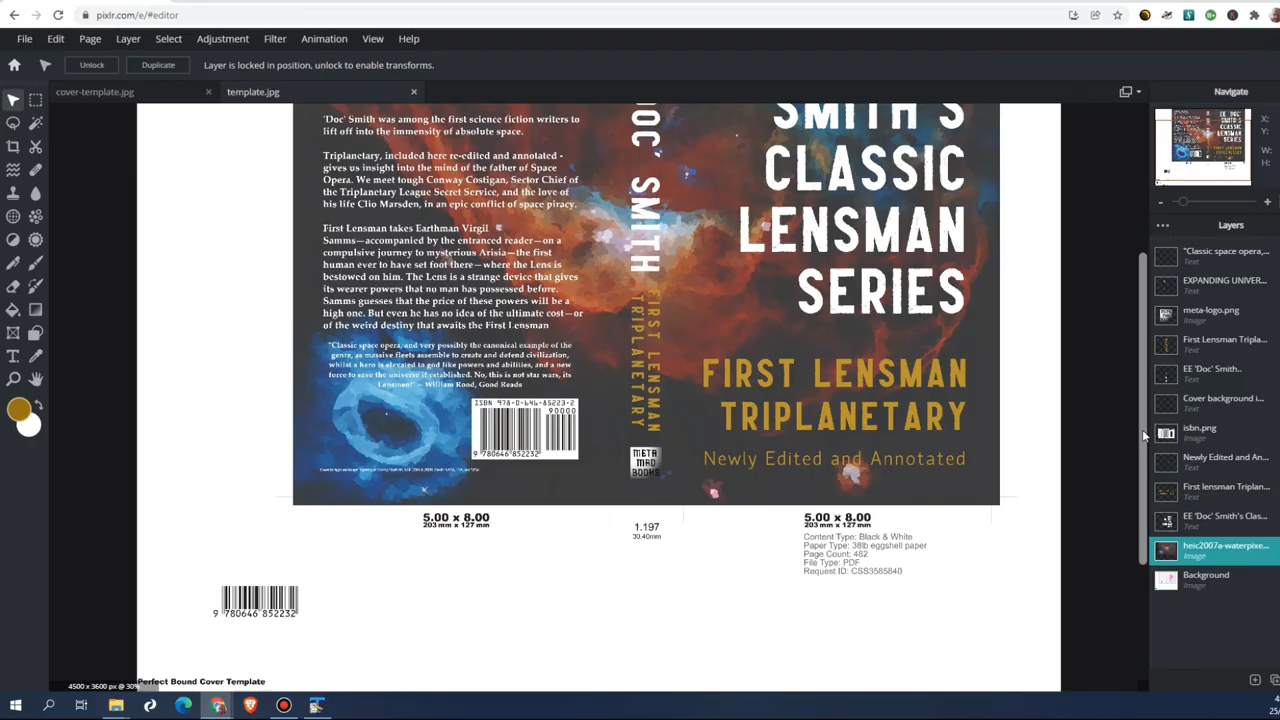 pixlr.com/e/#editor
File Edit Page Layer Select Adjustment Filter Animation View Help
Unlock Duplicate Layer is locked in position, unlock to enable transforms.
cover-template.jpg template.jpg
'Doc' Smith was among the first science fiction writers to
lift off into the immensity of absolute space.
Triplanetary, included here re-edited and annotated -
gives us insight into the mind of the father of Space
Opera. We meet tough Conway Costigan, Sector Chief of
the Triplanetary League Secret Service, and the love of
his life Clio Marsden, in an epic conflict of space piracy.
First Lensman takes Earthman Virgil
Samms—accompanied by the entranced reader—on a
compulsive journey to mysterious Arisia—the first
human ever to have set foot there—where the Lens is
bestowed on him. The Lens is a strange device that gives
its wearer powers that no man has possessed before.
Samms guesses that the price of these powers will be a
high one. But even he has no idea of the ultimate cost—or
of the weird destiny that awaits the First Lensman
"Classic space opera, and very possibly the canonical example of the
genre, as massive fleets assemble to create and defend civilization,
whilst a hero is elevated to god like powers and abilities, and a new
force to save the universe if established. No, this is not star wars, its
Lensmen!" — William Rood, Good Reads
ISBN 978-0-646-85223-2
90000
9 780646 852232
DOC' SMITH
FIRST LENSMAN
TRIPLANETARY
META
MAD
BOOKS
SMITH'S
CLASSIC
LENSMAN
SERIES
FIRST LENSMAN
TRIPLANETARY
Newly Edited and Annotated
5.00 x 8.00
203 mm x 127 mm
1.197
30.40mm
5.00 x 8.00
203 mm x 127 mm
Content Type: Black & White
Paper Type: 38lb eggshell paper
Page Count: 482
File Type: PDF
Request ID: CSS3585840
9 780646 852232
Perfect Bound Cover Template
4500 x 3600 px @ 30%
Navigate
X:
Y:
W:
H:
Layers
"Classic space opera,...
Text
EXPANDING UNIVER...
Text
meta-logo.png
Image
First Lensman Tripla...
Text
EE 'Doc' Smith..
Text
Cover background i...
Text
isbn.png
Image
Newly Edited and An...
Text
First lensman Triplan...
Text
EE 'Doc' Smith's Clas...
Text
heic2007a-waterpixe...
Image
Background
Image